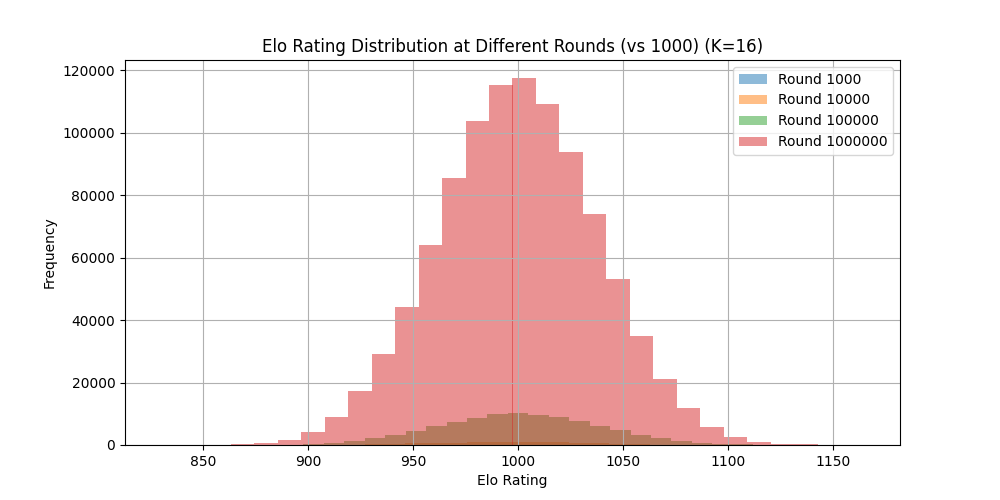 Elo Rating Distribution at Different Rounds (vs 1000) (K=16)
120000
100000
80000
60000
40000
20000
0
Frequency
Round 1000
Round 10000
Round 100000
Round 1000000
850 900 950 1000 1050 1100 1150
Elo Rating